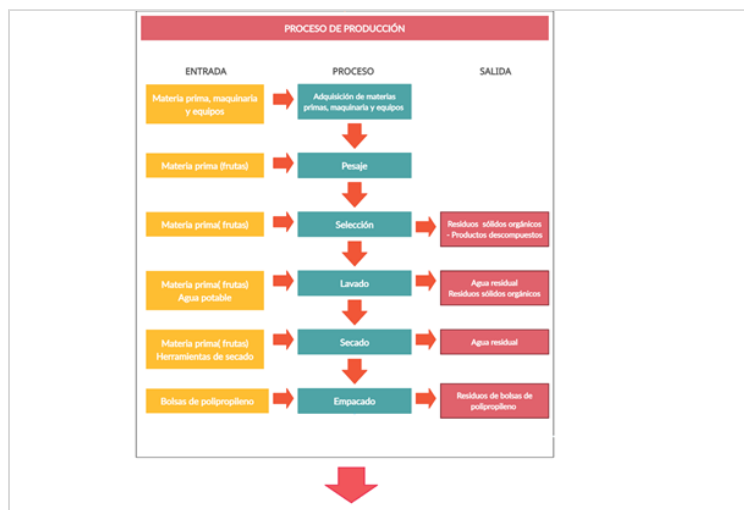 PROCESO DE PRODUCCIÓN
ENTRADA
PROCESO
SALIDA
Materia prima, maquinaria
y equipos
Adquisición de materias
primas, maquinaria y equipos
Materia prima (frutas)
Pesaje
Materia prima( frutas)
Selección
Residuos sólidos orgánicos
- Productos descompuestos
Materia prima( frutas)
Agua potable
Lavado
Agua residual
Residuos sólidos orgánicos
Materia prima( frutas)
Herramientas de secado
Secado
Agua residual
Bolsas de polipropileno
Empacado
Residuos de bolsas de
polipropileno